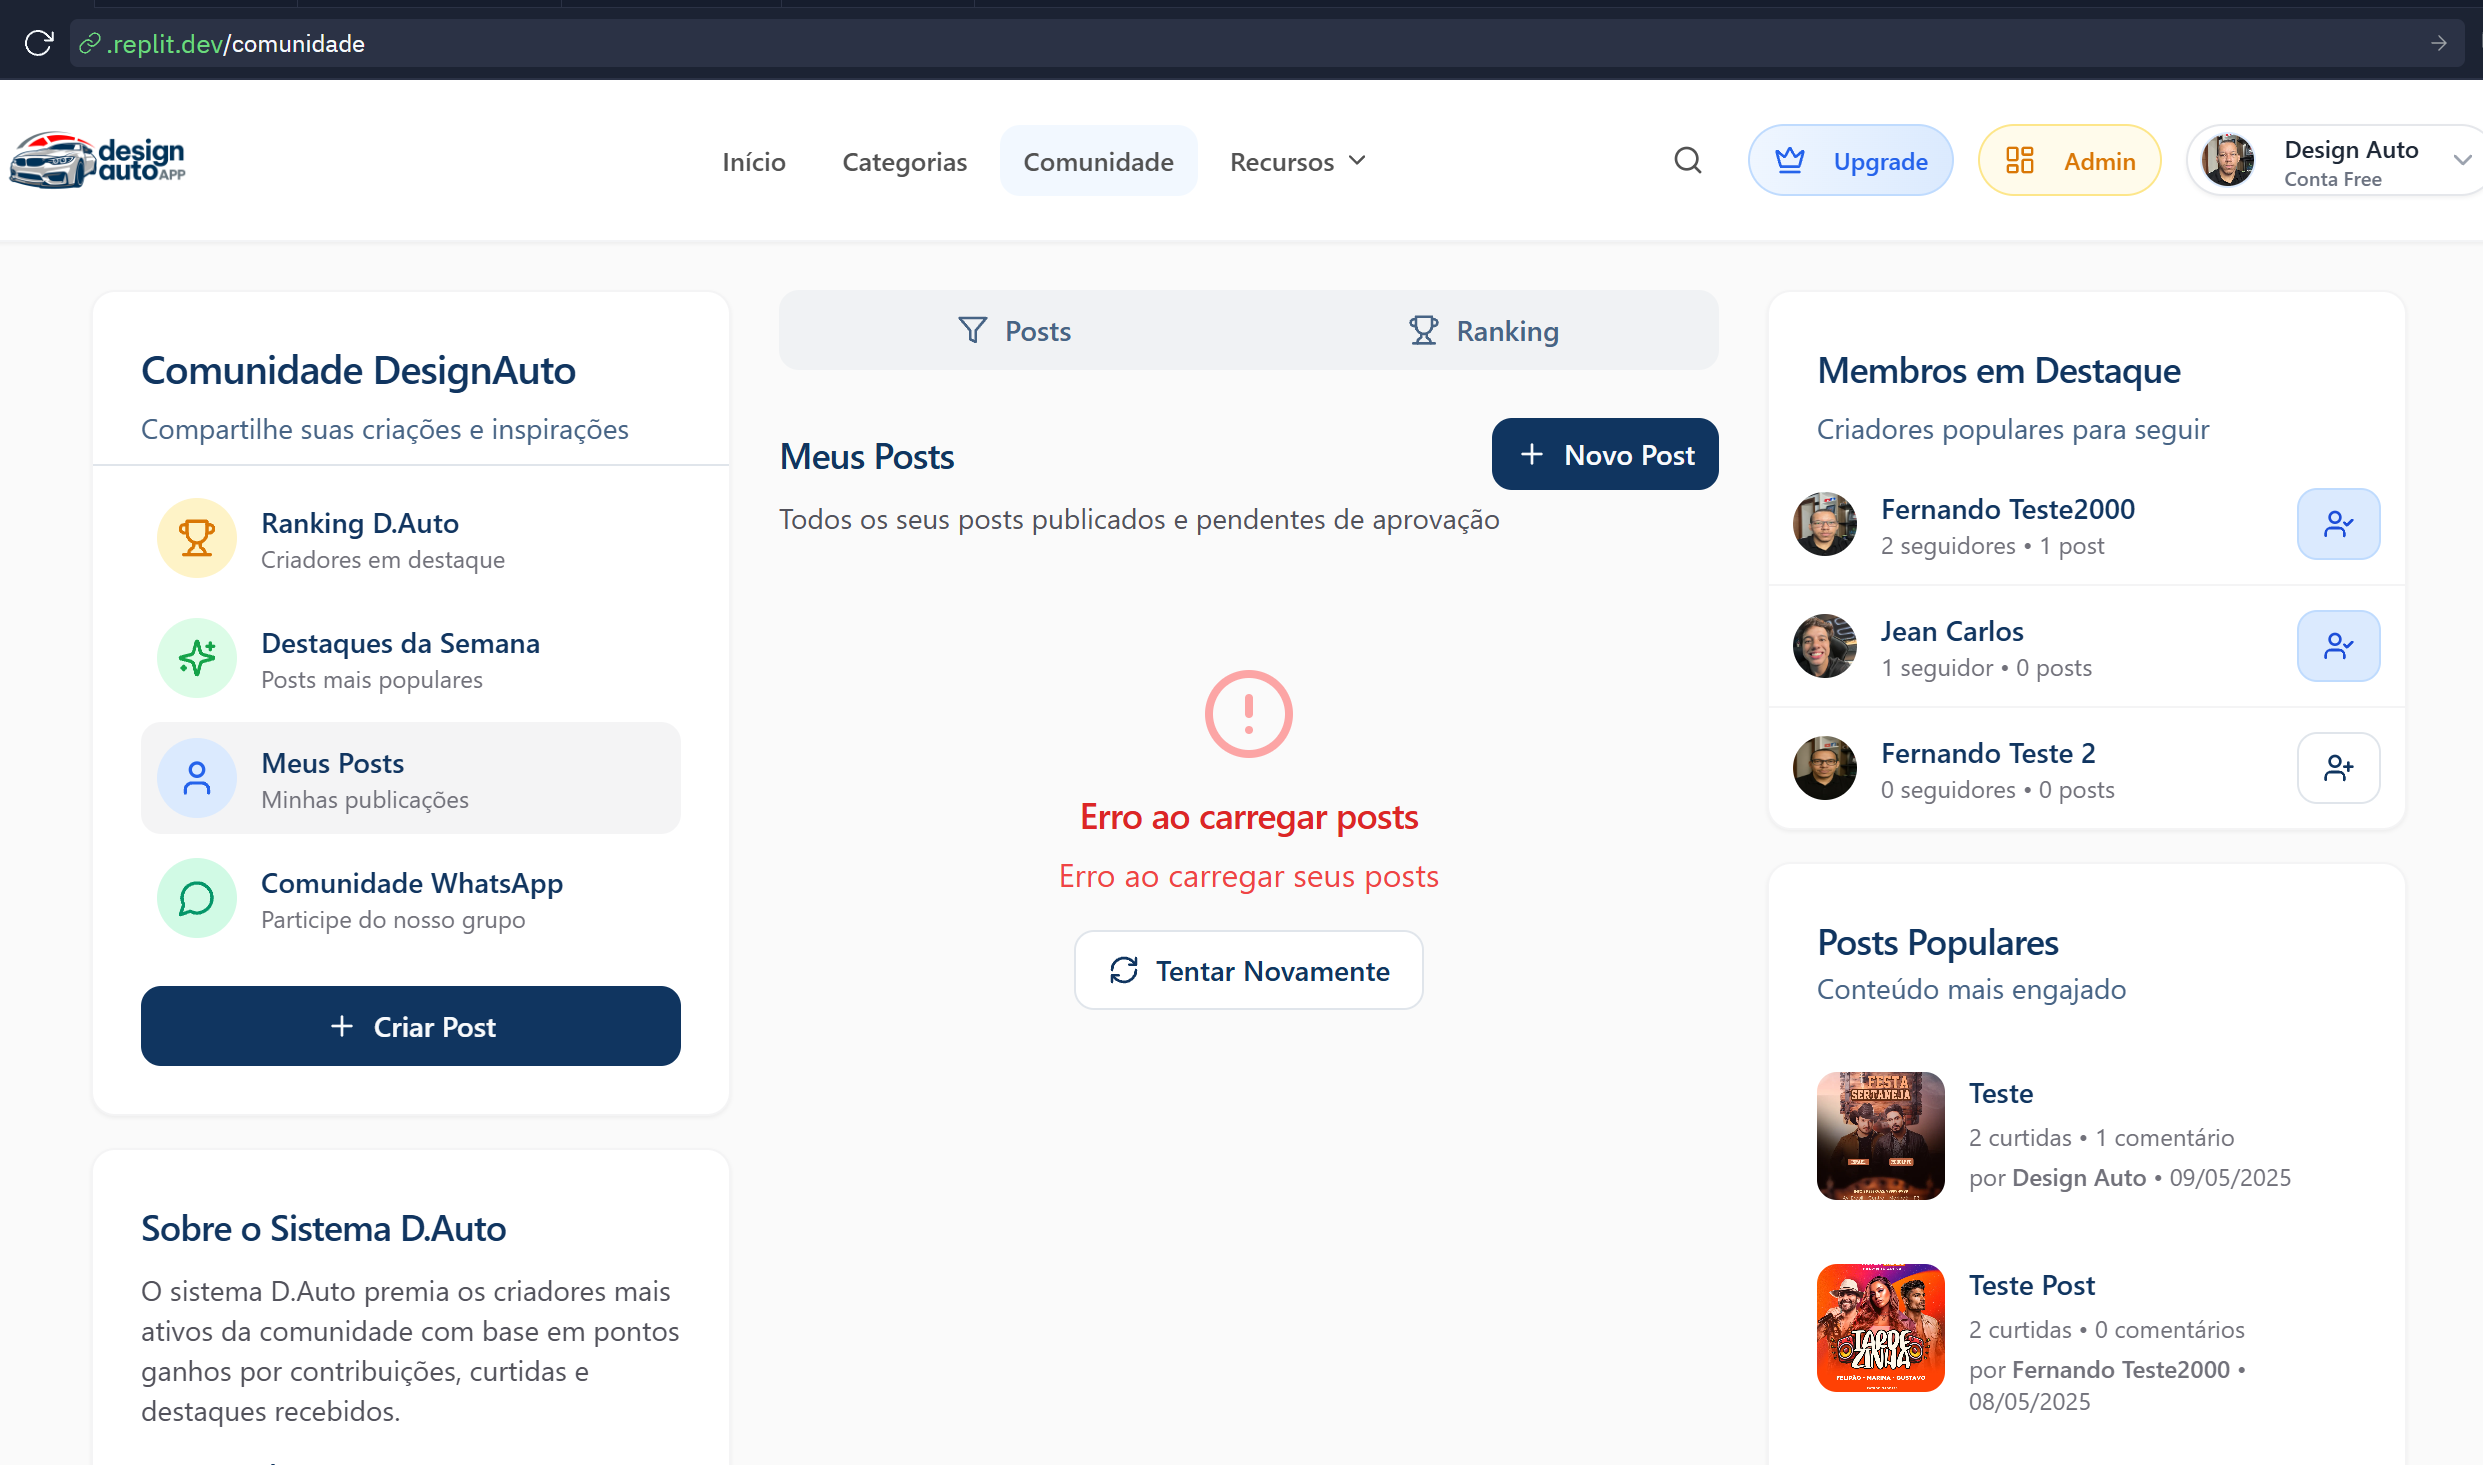 .replit.dev/comunidade
design
auto APP
Início
Categorias
Comunidade
Recursos
Upgrade
Admin
Design Auto
Conta Free
Comunidade DesignAuto
Compartilhe suas criações e inspirações
Ranking D.Auto
Criadores em destaque
Destaques da Semana
Posts mais populares
Meus Posts
Minhas publicações
Comunidade WhatsApp
Participe do nosso grupo
+ Criar Post
Sobre o Sistema D.Auto
O sistema D.Auto premia os criadores mais
ativos da comunidade com base em pontos
ganhos por contribuições, curtidas e
destaques recebidos.
Posts
Ranking
Meus Posts
+ Novo Post
Todos os seus posts publicados e pendentes de aprovação
Erro ao carregar posts
Erro ao carregar seus posts
Tentar Novamente
Membros em Destaque
Criadores populares para seguir
Fernando Teste2000
2 seguidores • 1 post
Jean Carlos
1 seguidor • 0 posts
Fernando Teste 2
0 seguidores • 0 posts
Posts Populares
Conteúdo mais engajado
FESTA
SERTANEJA
Teste
2 curtidas • 1 comentário
por Design Auto • 09/05/2025
TARDE
ZINHA
FELIPÃO • MARINA • GUSTAVO
Teste Post
2 curtidas • 0 comentários
por Fernando Teste2000 •
08/05/2025